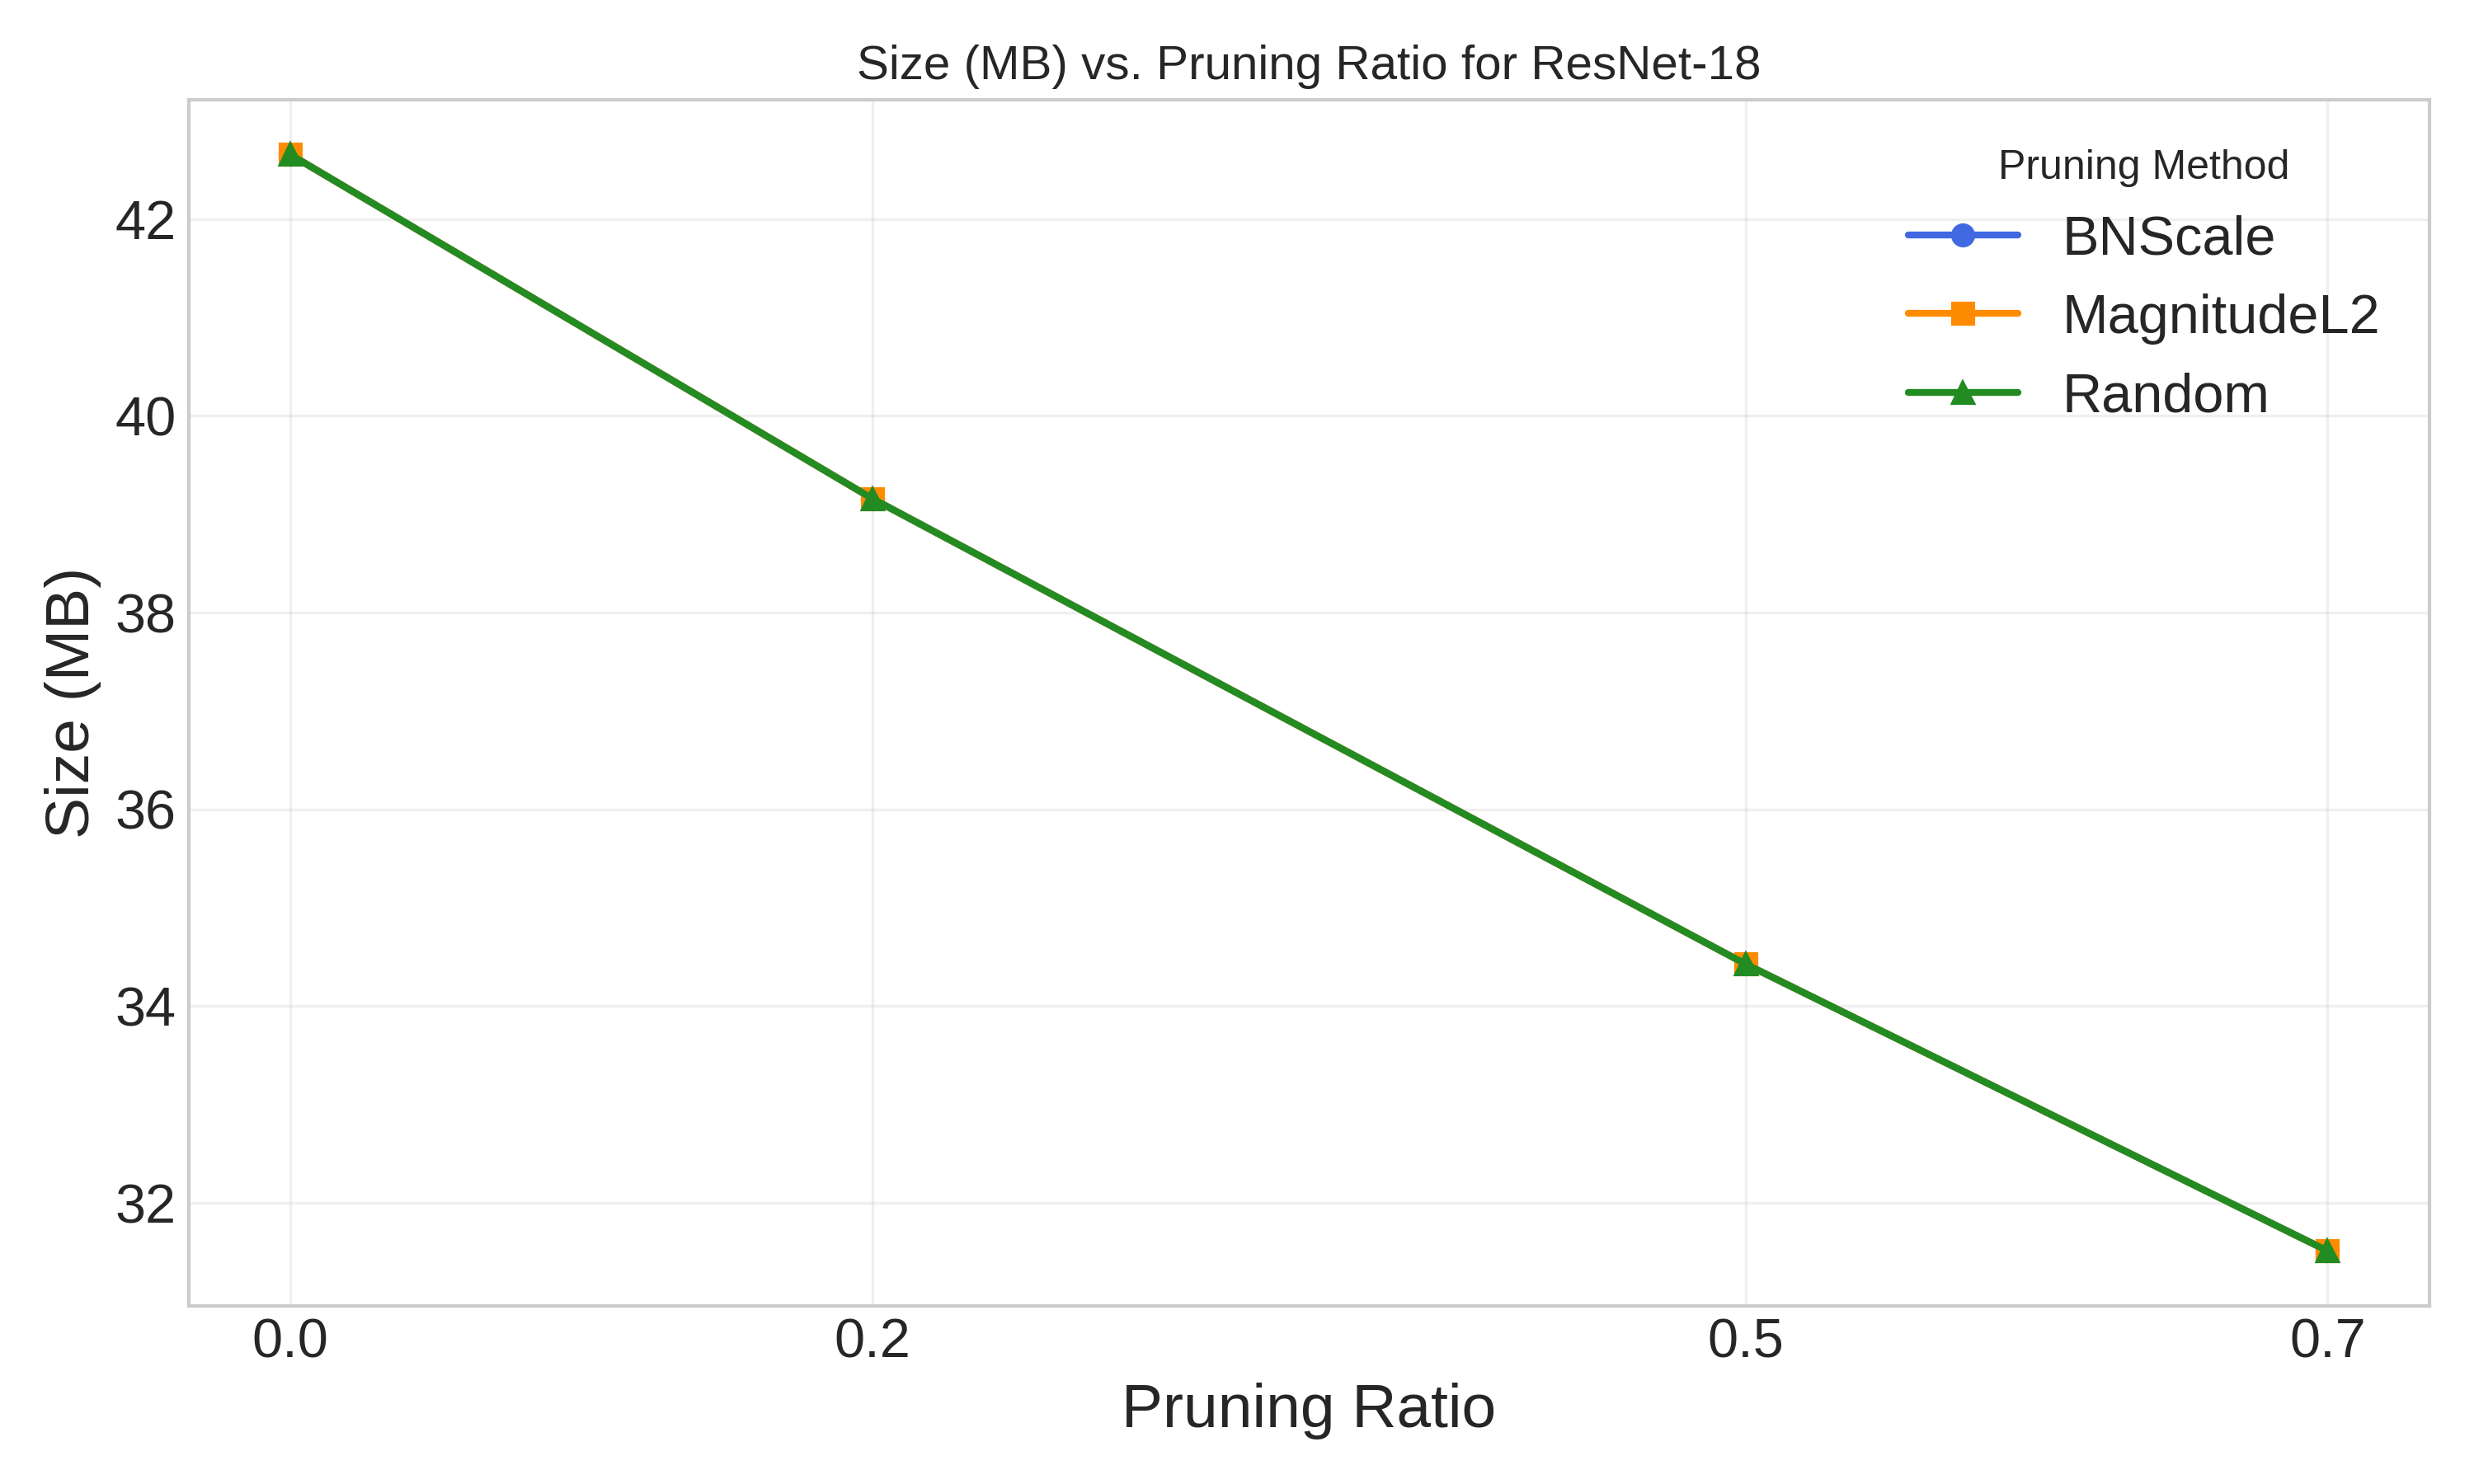 Size (MB) vs. Pruning Ratio for ResNet-18
Pruning Method
BNScale
MagnitudeL2
Random
Size (MB)
42
40
38
36
34
32
0.0 0.2 0.5 0.7
Pruning Ratio